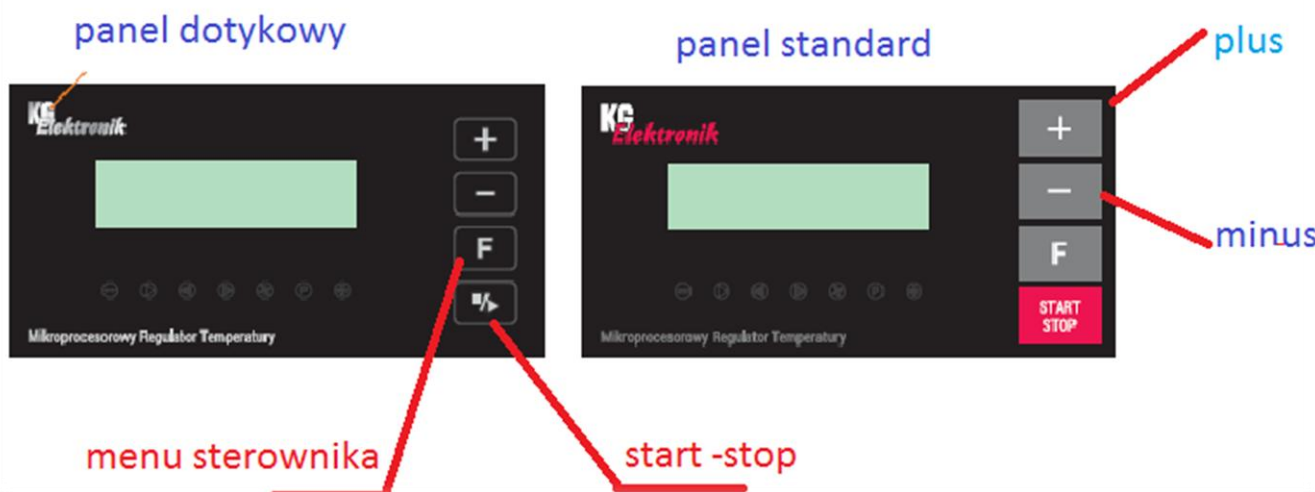 panel dotykowy
KG
Elektronik
+
−
F
■/▶
Mikroprocesorowy Regulator Temperatury
menu sterownika
start -stop
panel standard
KG
Elektronik
+
−
F
START
STOP
Mikroprocesorowy Regulator Temperatury
plus
minus